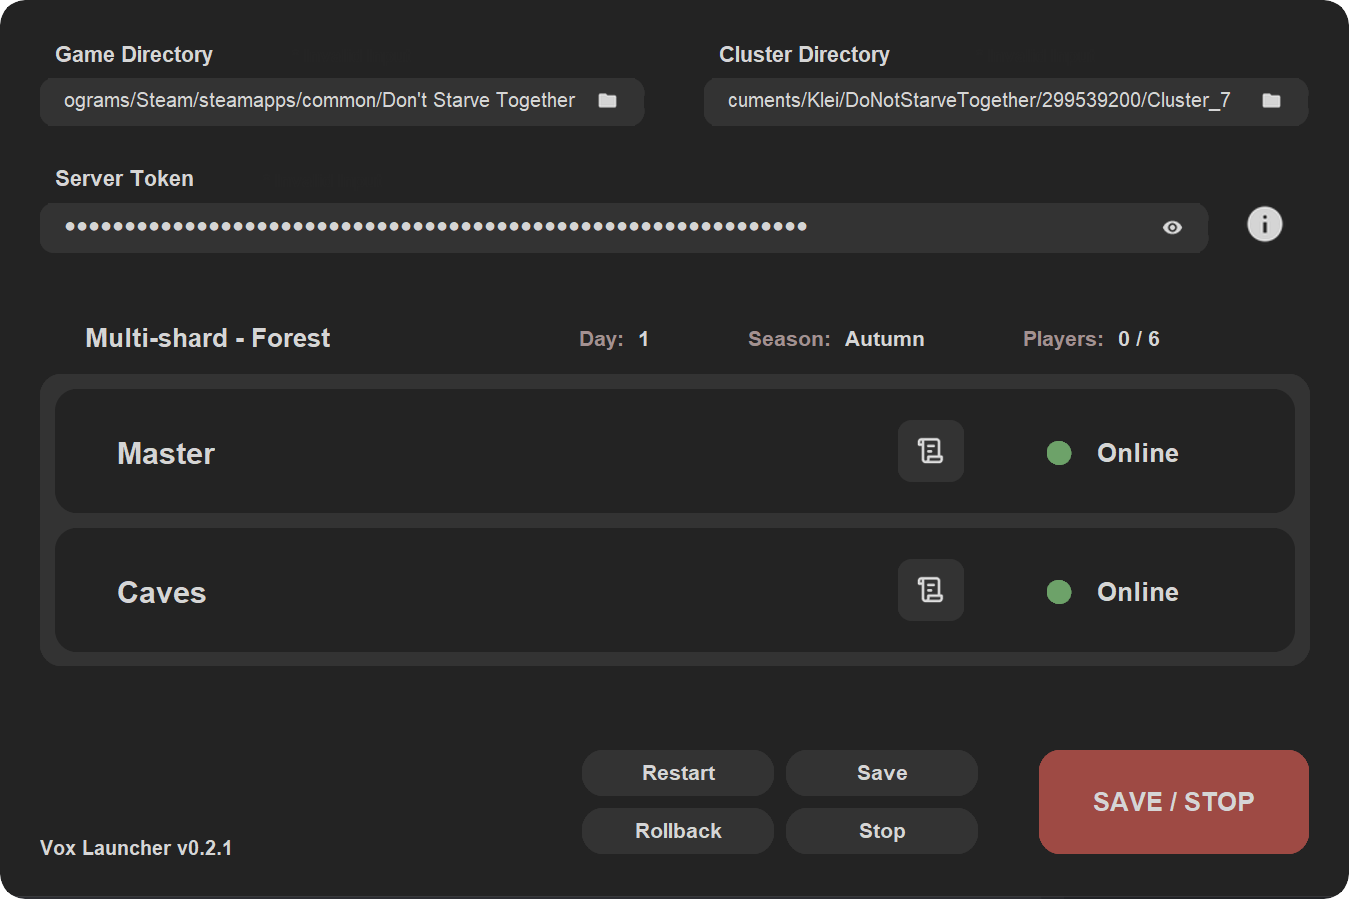 Game Directory
Cluster Directory
ograms/Steam/steamapps/common/Don't Starve Together
cuments/Klei/DoNotStarveTogether/299539200/Cluster_7
Server Token
••••••••••••••••••••••••••••••••••••••••••••••••••••••••••••••
Multi-shard - Forest
Day: 1
Season: Autumn
Players: 0 / 6
Master
Online
Caves
Online
Restart
Save
SAVE / STOP
Rollback
Stop
Vox Launcher v0.2.1